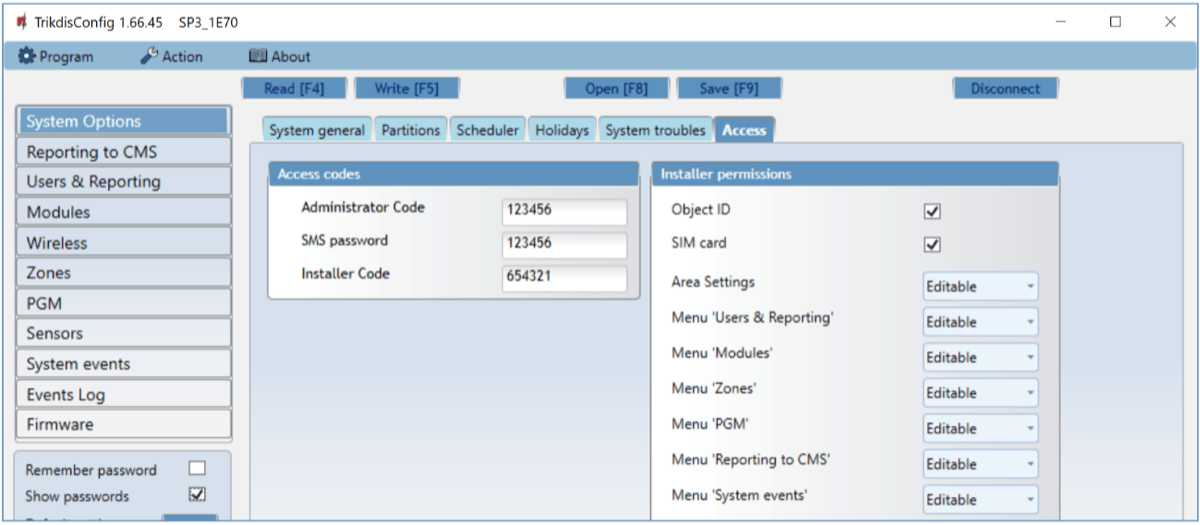 TrikdisConfig 1.66.45 SP3_1E70
Program Action About
Read [F4] Write [F5] Open [F8] Save [F9] Disconnect
System Options
Reporting to CMS
Users & Reporting
Modules
Wireless
Zones
PGM
Sensors
System events
Events Log
Firmware
Remember password
Show passwords
System general Partitions Scheduler Holidays System troubles Access
Access codes
Administrator Code 123456
SMS password 123456
Installer Code 654321
Installer permissions
Object ID
SIM card
Area Settings Editable
Menu 'Users & Reporting' Editable
Menu 'Modules' Editable
Menu 'Zones' Editable
Menu 'PGM' Editable
Menu 'Reporting to CMS' Editable
Menu 'System events' Editable